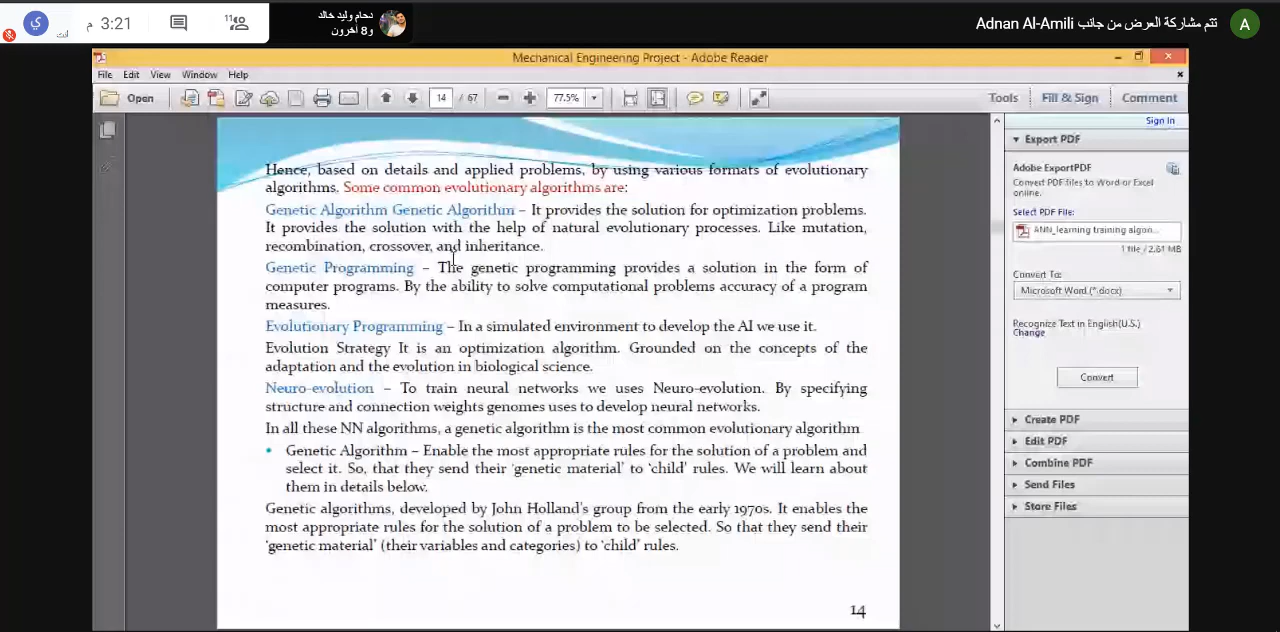 ي
أنت
3:21 م
11
دحام وليد خالد
و8 آخرون
تتم مشاركة العرض من جانب Adnan Al-Amili
A
Mechanical Engineering Project - Adobe Reader
File Edit View Window Help
Open
14 / 67
77.5%
Tools
Fill & Sign
Comment
Sign In
Hence, based on details and applied problems, by using various formats of evolutionary
algorithms. Some common evolutionary algorithms are:
Genetic Algorithm Genetic Algorithm – It provides the solution for optimization problems.
It provides the solution with the help of natural evolutionary processes. Like mutation,
recombination, crossover, and inheritance.
Genetic Programming – The genetic programming provides a solution in the form of
computer programs. By the ability to solve computational problems accuracy of a program
measures.
Evolutionary Programming – In a simulated environment to develop the AI we use it.
Evolution Strategy It is an optimization algorithm. Grounded on the concepts of the
adaptation and the evolution in biological science.
Neuro-evolution – To train neural networks we uses Neuro-evolution. By specifying
structure and connection weights genomes uses to develop neural networks.
In all these NN algorithms, a genetic algorithm is the most common evolutionary algorithm
• Genetic Algorithm – Enable the most appropriate rules for the solution of a problem and
select it. So, that they send their ‘genetic material’ to ‘child’ rules. We will learn about
them in details below.
Genetic algorithms, developed by John Holland’s group from the early 1970s. It enables the
most appropriate rules for the solution of a problem to be selected. So that they send their
‘genetic material’ (their variables and categories) to ‘child’ rules.
14
Export PDF
Adobe ExportPDF
Convert PDF files to Word or Excel
online.
Select PDF File:
ANN_learning training algori...
1 file / 2.61 MB
Convert To:
Microsoft Word (*.docx)
Recognize Text in English(U.S.)
Change
Convert
Create PDF
Edit PDF
Combine PDF
Send Files
Store Files